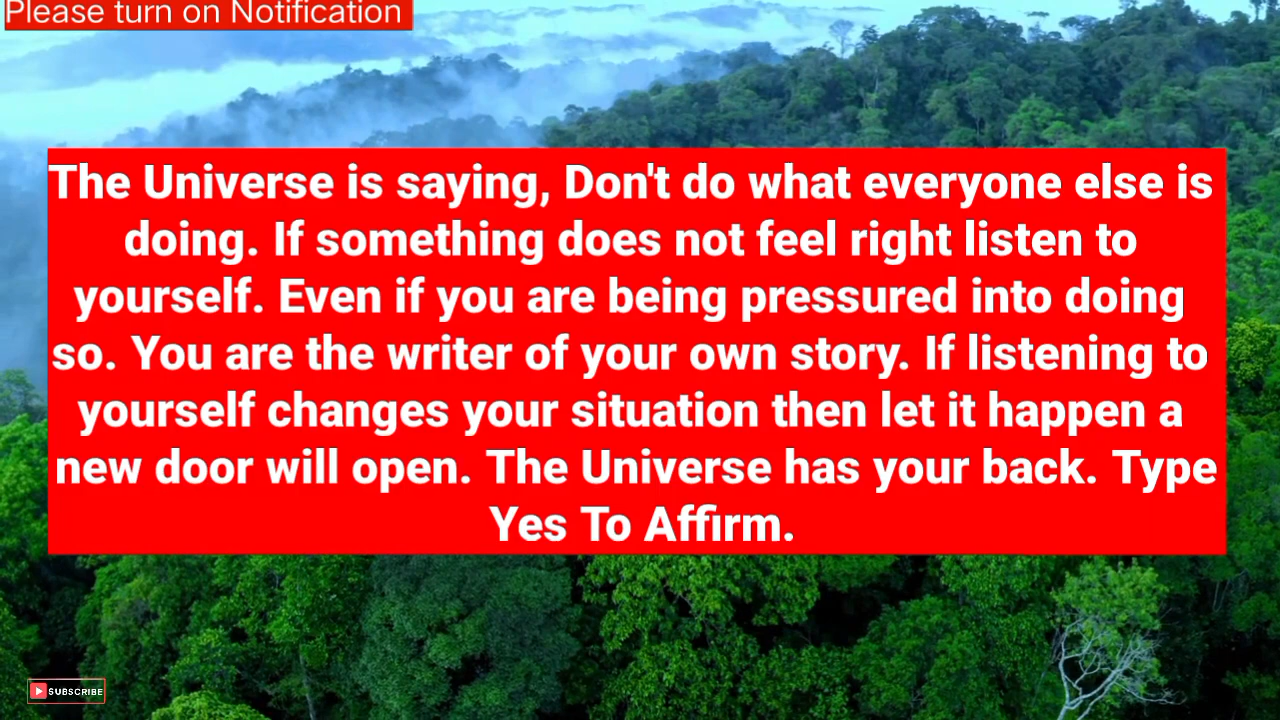 Please turn on Notification
The Universe is saying, Don't do what everyone else is
doing. If something does not feel right listen to
yourself. Even if you are being pressured into doing
so. You are the writer of your own story. If listening to
yourself changes your situation then let it happen a
new door will open. The Universe has your back. Type
Yes To Affirm.
SUBSCRIBE